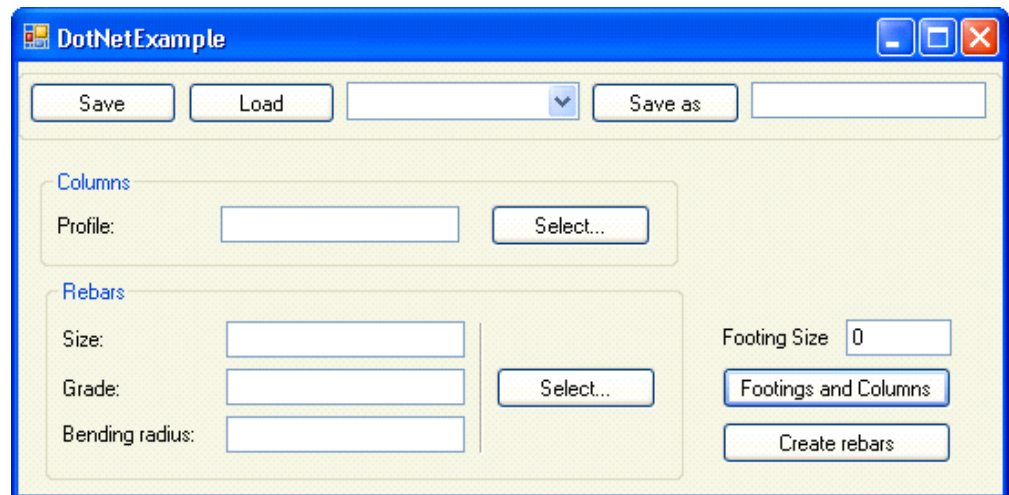 DotNetExample
Save Load Save as
Columns
Profile: Select...
Rebars
Size:
Footing Size 0
Grade: Select... Footings and Columns
Bending radius: Create rebars